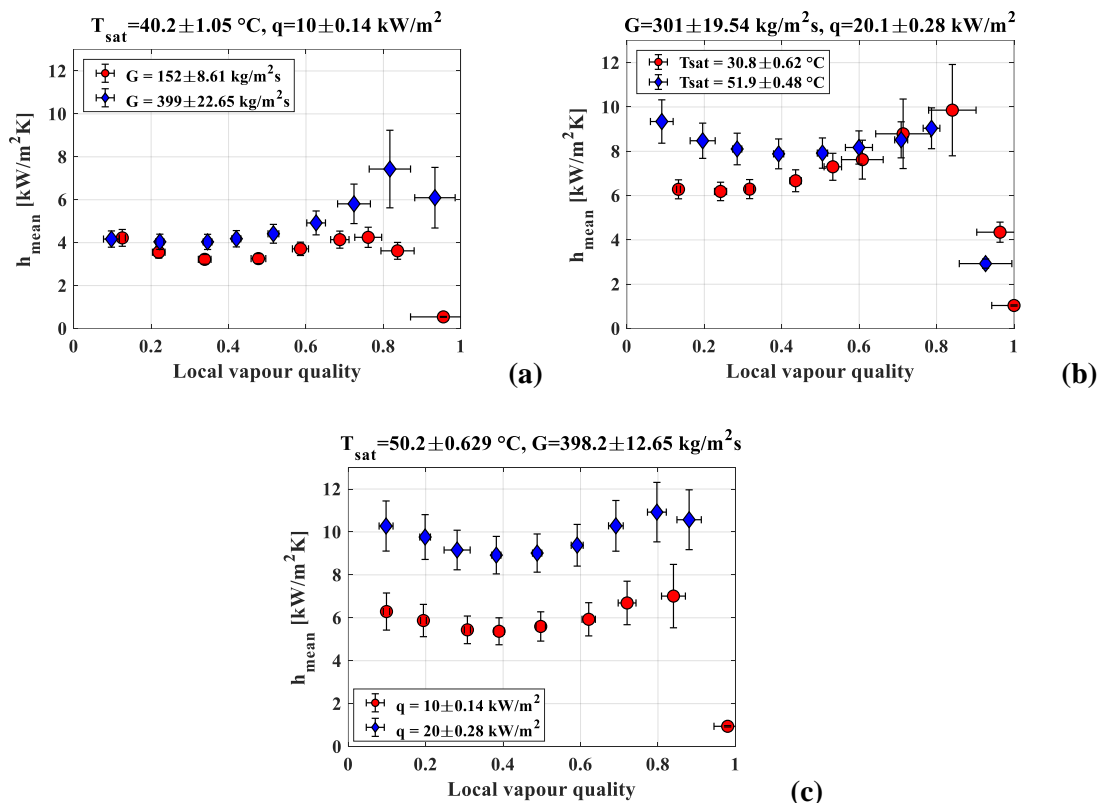 T_sat=40.2±1.05 °C, q=10±0.14 kW/m²
h_mean [kW/m²K]
12
10
8
6
4
2
0
G = 152±8.61 kg/m²s
G = 399±22.65 kg/m²s
0.2 0.4 0.6 0.8 1
Local vapour quality
(a)
G=301±19.54 kg/m²s, q=20.1±0.28 kW/m²
h_mean [kW/m²K]
12
10
8
6
4
2
0
Tsat = 30.8±0.62 °C
Tsat = 51.9±0.48 °C
0 0.2 0.4 0.6 0.8 1
Local vapour quality
(b)
T_sat=50.2±0.629 °C, G=398.2±12.65 kg/m²s
h_mean [kW/m²K]
12
10
8
6
4
2
0
q = 10±0.14 kW/m²
q = 20±0.28 kW/m²
0 0.2 0.4 0.6 0.8 1
Local vapour quality
(c)